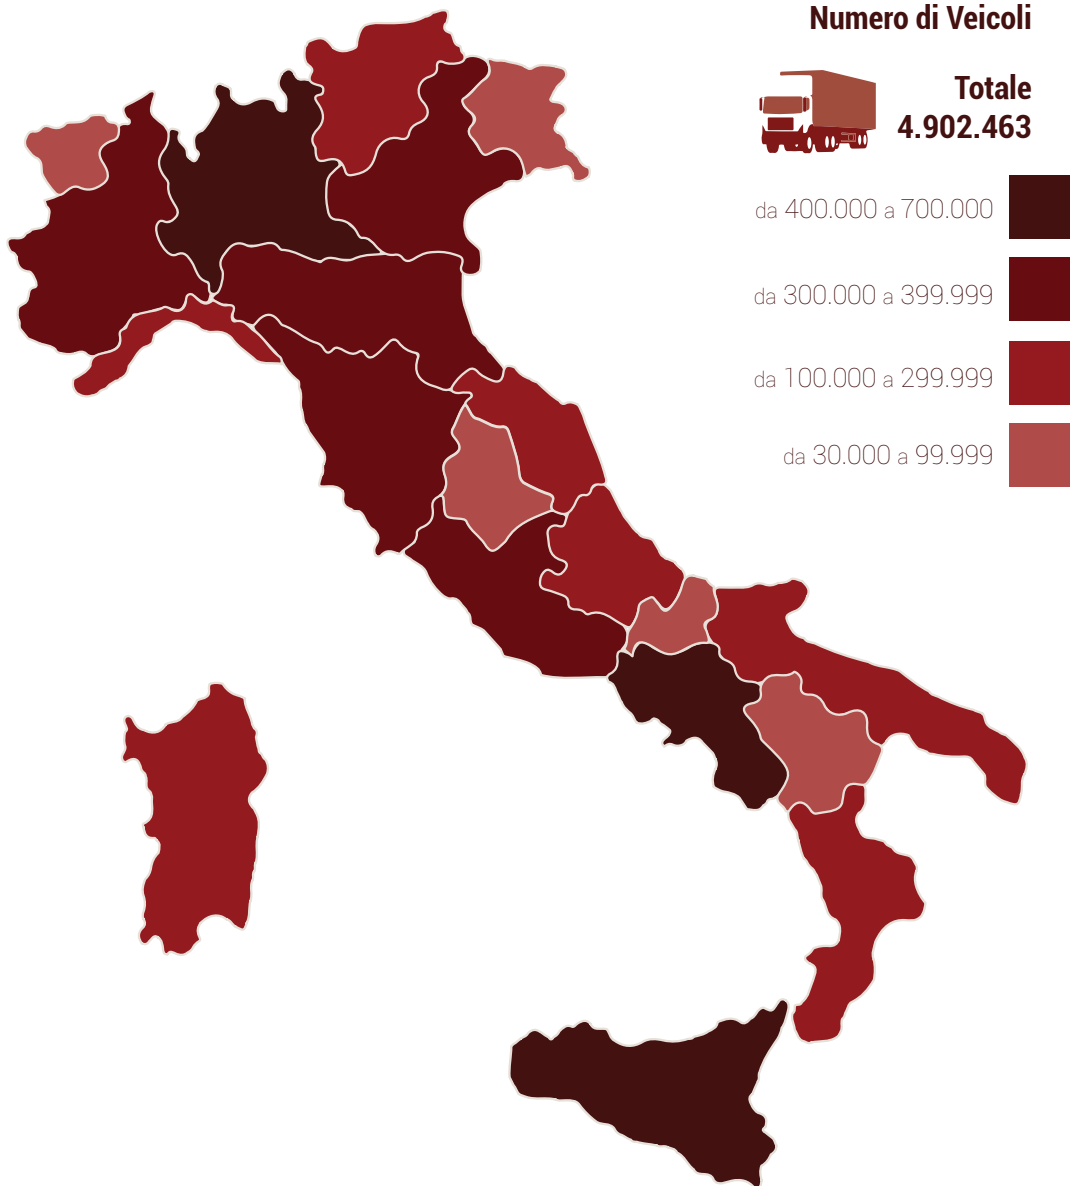 Numero di Veicoli
Totale
4.902.463
da 400.000 a 700.000
da 300.000 a 399.999
da 100.000 a 299.999
da 30.000 a 99.999